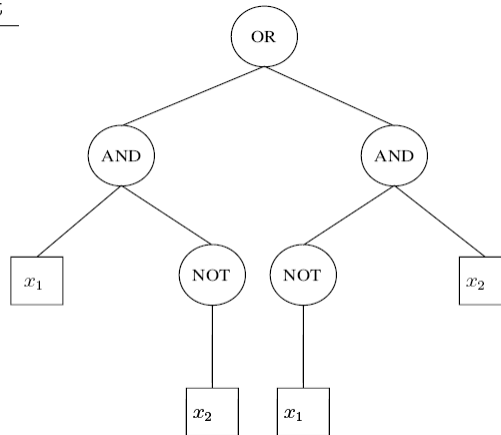 OR
AND AND
x₁ NOT NOT x₂
x₂ x₁